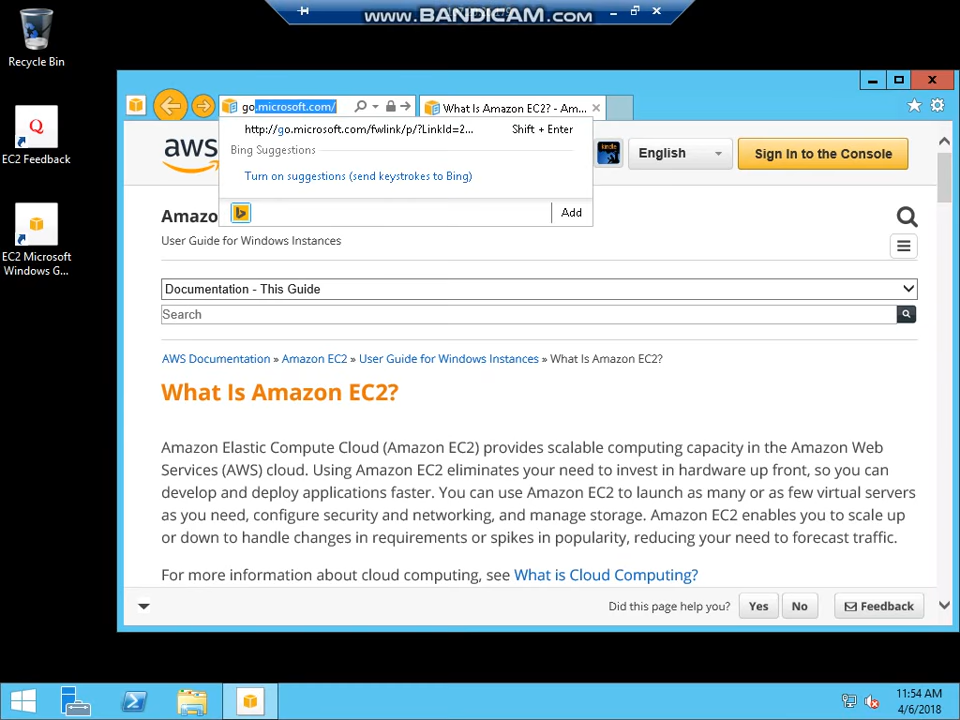 www.BANDICAM.com
Recycle Bin
EC2 Feedback
EC2 Microsoft
Windows G...
go.microsoft.com/
What Is Amazon EC2? - Am...
http://go.microsoft.com/fwlink/p/?LinkId=2...
Shift + Enter
Bing Suggestions
Turn on suggestions (send keystrokes to Bing)
Add
aws
kindle
English
Sign In to the Console
Amazo
User Guide for Windows Instances
Documentation - This Guide
Search
AWS Documentation » Amazon EC2 » User Guide for Windows Instances » What Is Amazon EC2?
What Is Amazon EC2?
Amazon Elastic Compute Cloud (Amazon EC2) provides scalable computing capacity in the Amazon Web
Services (AWS) cloud. Using Amazon EC2 eliminates your need to invest in hardware up front, so you can
develop and deploy applications faster. You can use Amazon EC2 to launch as many or as few virtual servers
as you need, configure security and networking, and manage storage. Amazon EC2 enables you to scale up
or down to handle changes in requirements or spikes in popularity, reducing your need to forecast traffic.
For more information about cloud computing, see What is Cloud Computing?
Did this page help you?
Yes
No
Feedback
11:54 AM
4/6/2018